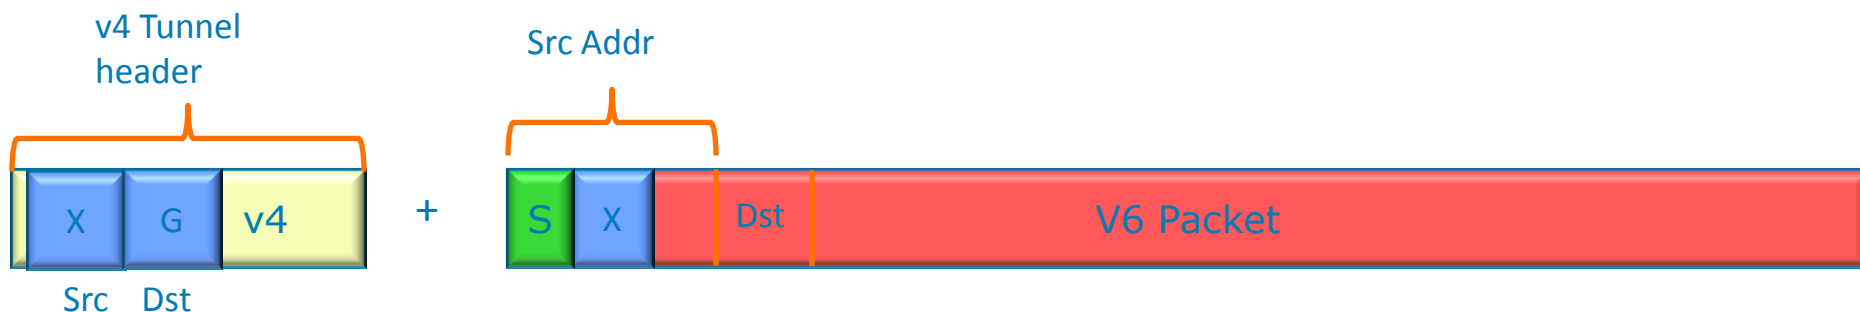 v4 Tunnel
header
Src Addr
X G v4 + S X Dst V6 Packet
Src Dst